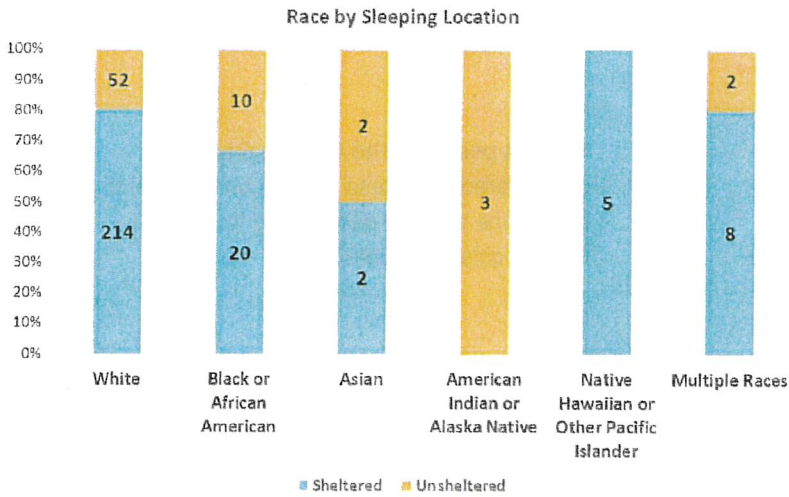 Race by Sleeping Location
100%
90%
80%
70%
60%
50%
40%
30%
20%
10%
0%
52
214
10
20
2
2
3
5
2
8
White
Black or
African
American
Asian
American
Indian or
Alaska Native
Native
Hawaiian or
Other Pacific
Islander
Multiple Races
Sheltered
Unsheltered